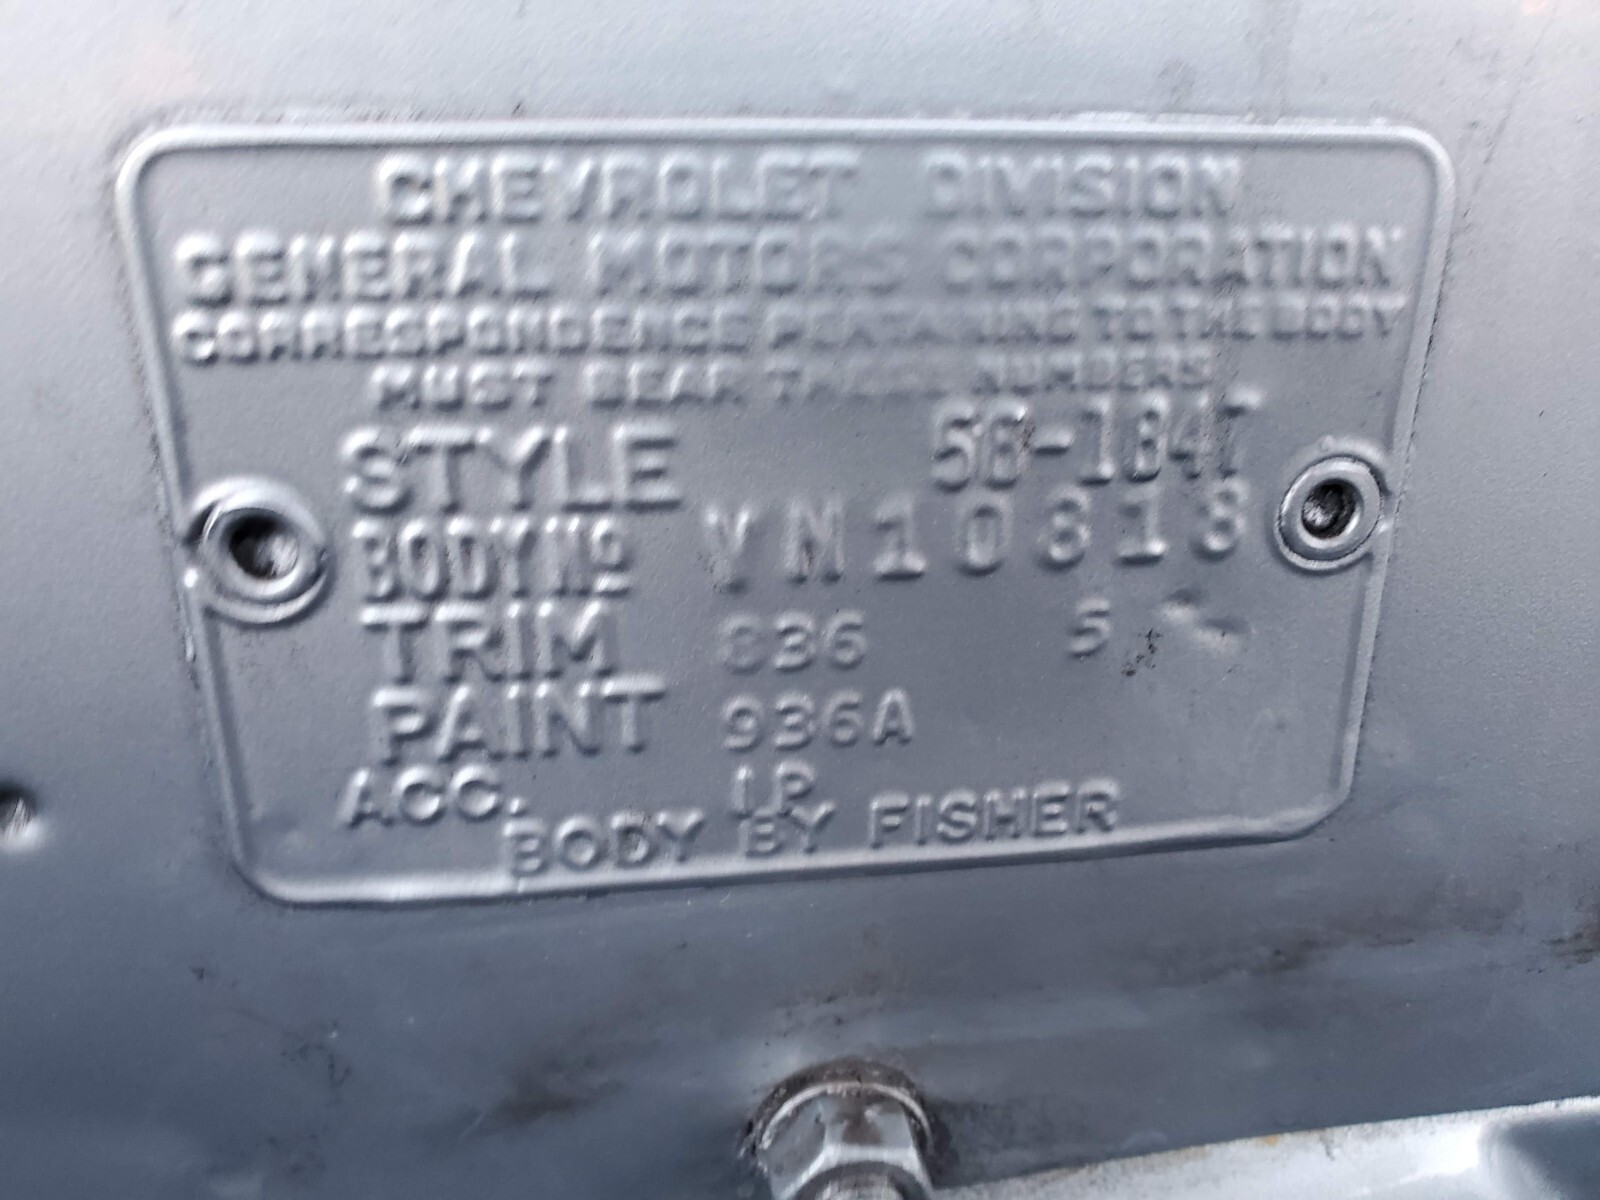 CHEVROLET DIVISION
GENERAL MOTORS CORPORATION
CORRESPONDENCE PERTAINING TO THE BODY
MUST BEAR THESE NUMBERS
STYLE 58-1847
BODY No VN10818
TRIM 836 5
PAINT 936A
ACC. IP
BODY BY FISHER